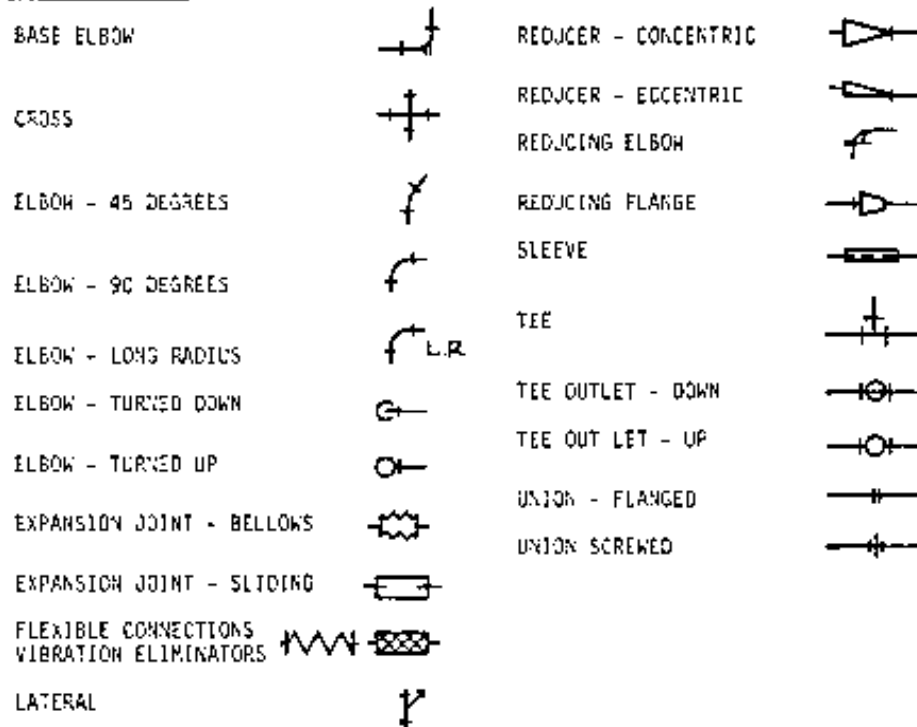 BASE ELBOW
CROSS
ELBOW - 45 DEGREES
ELBOW - 90 DEGREES
ELBOW - LONG RADIUS
L.R
ELBOW - TURNED DOWN
ELBOW - TURNED UP
EXPANSION JOINT - BELLOWS
EXPANSION JOINT - SLIDING
FLEXIBLE CONNECTIONS
VIBRATION ELIMINATORS
LATERAL
REDUCER - CONCENTRIC
REDUCER - ECCENTRIC
REDUCING ELBOW
REDUCING FLANGE
SLEEVE
TEE
TEE OUTLET - DOWN
TEE OUT LET - UP
UNION - FLANGED
UNION SCREWED